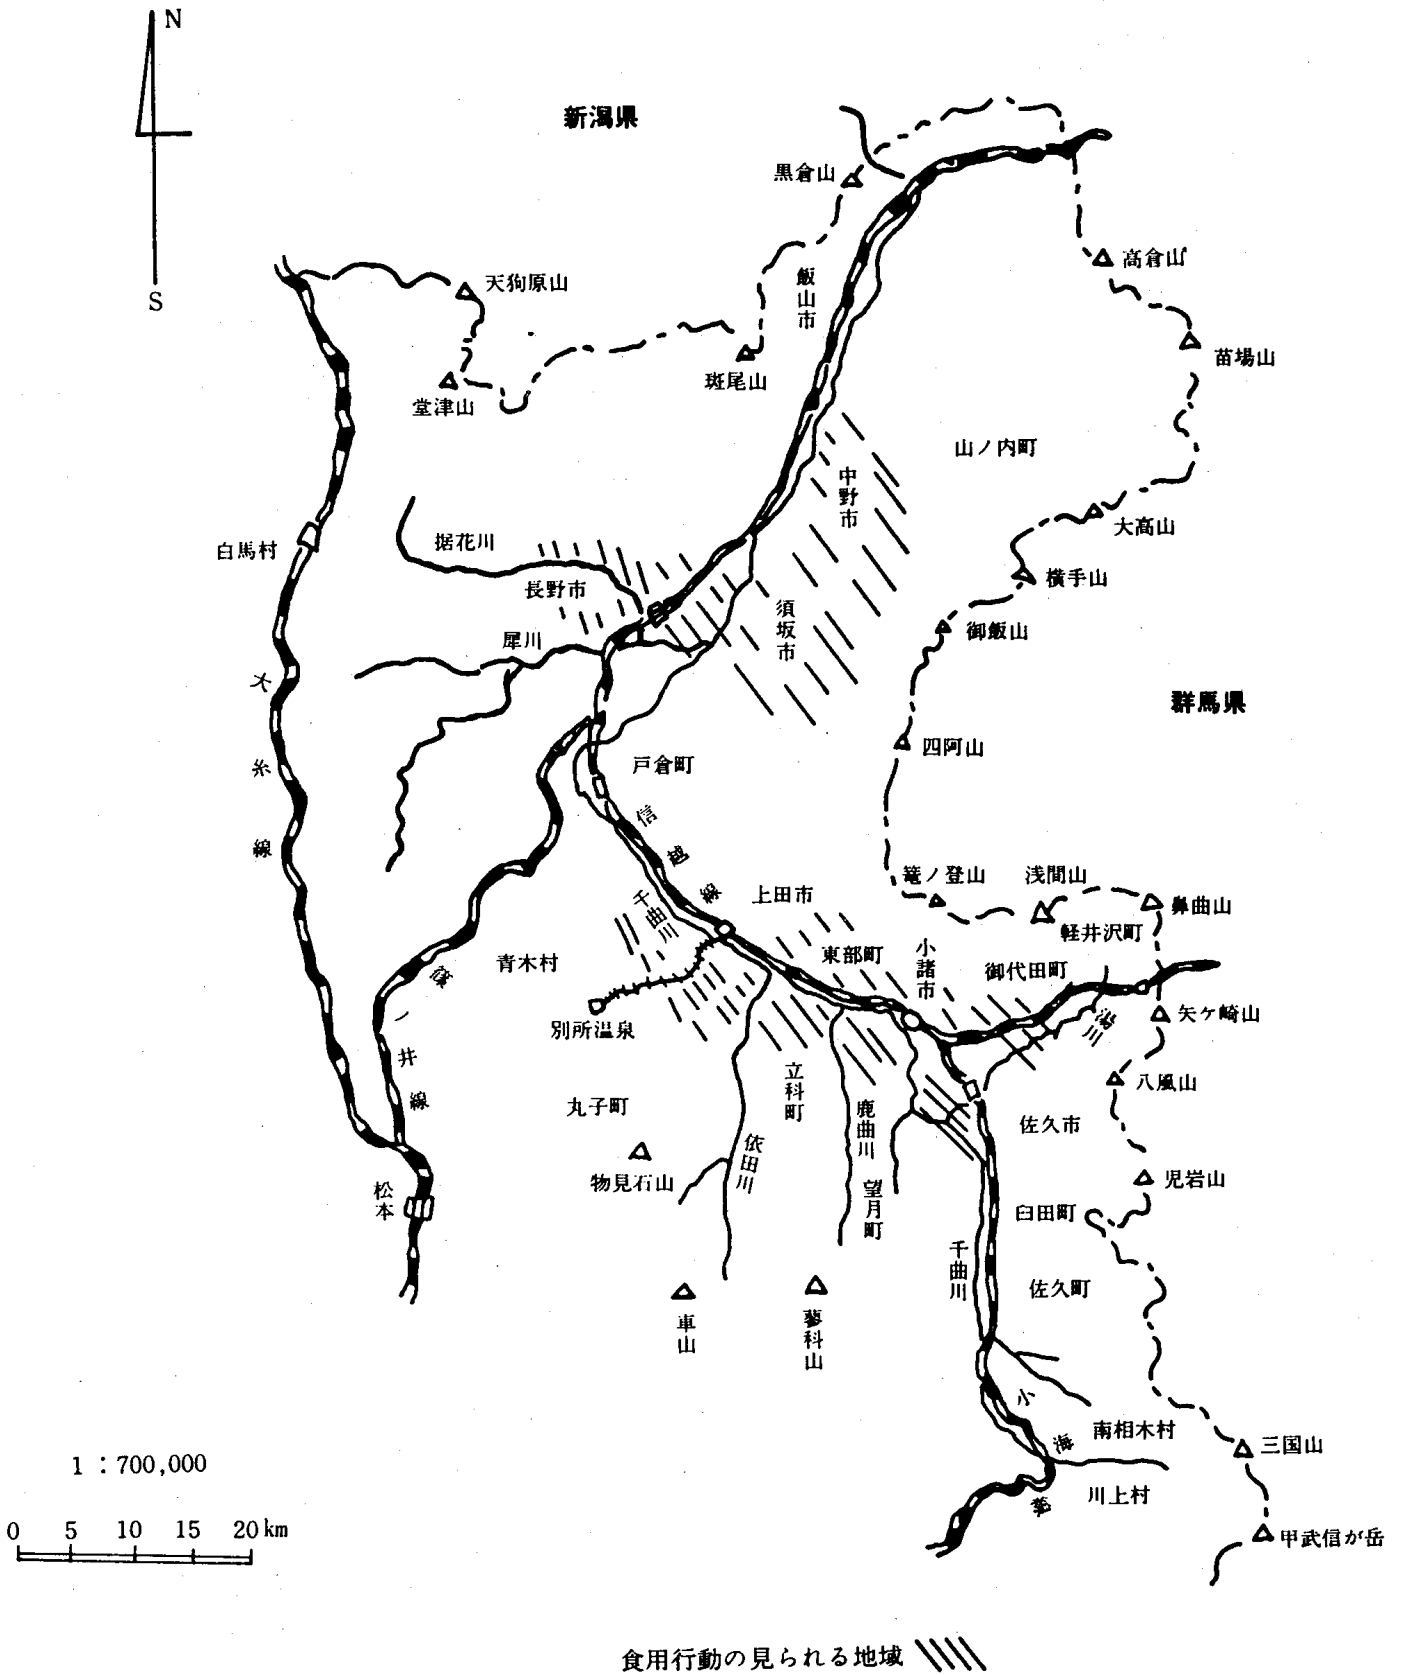 N
S
新潟県
黒倉山
高倉山
天狗原山
飯山市
苗場山
斑尾山
堂津山
山ノ内町
中野市
大高山
白馬村
据花川
横手山
長野市
須坂市
御飯山
犀川
大糸線
群馬県
四阿山
戸倉町
信越線
篭ノ登山
浅間山
鼻曲山
上田市
千曲川
軽井沢町
東部町
小諸市
御代田町
青木村
篠ノ井線
別所温泉
湯川
矢ケ崎山
立科町
八風山
丸子町
鹿曲川
佐久市
依田川
物見石山
児岩山
松本
望月町
臼田町
千曲川
佐久町
車山
蓼科山
小海線
南相木村
三国山
川上村
甲武信が岳
1:700,000
0 5 10 15 20km
食用行動の見られる地域